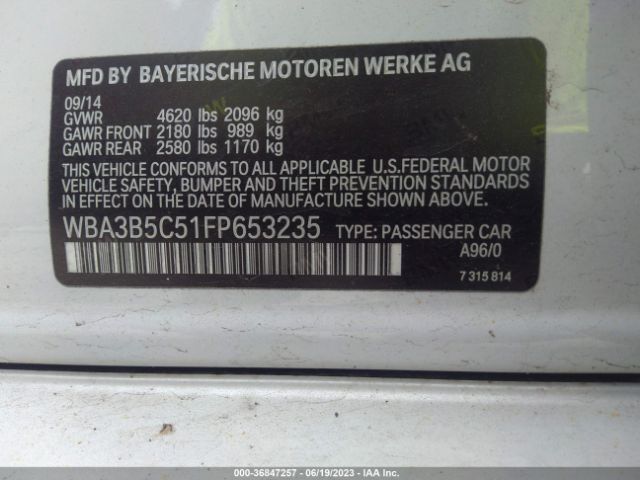 MFD BY BAYERISCHE MOTOREN WERKE AG
09/14
GVWR 4620 lbs 2096 kg
GAWR FRONT 2180 lbs 989 kg
GAWR REAR 2580 lbs 1170 kg
THIS VEHICLE CONFORMS TO ALL APPLICABLE U.S.FEDERAL MOTOR
VEHICLE SAFETY, BUMPER AND THEFT PREVENTION STANDARDS
IN EFFECT ON THE DATE OF MANUFACTURE SHOWN ABOVE.
WBA3B5C51FP653235 TYPE: PASSENGER CAR
A96/0
7 315 814
000-36847257 - 06/19/2023 - IAA Inc.